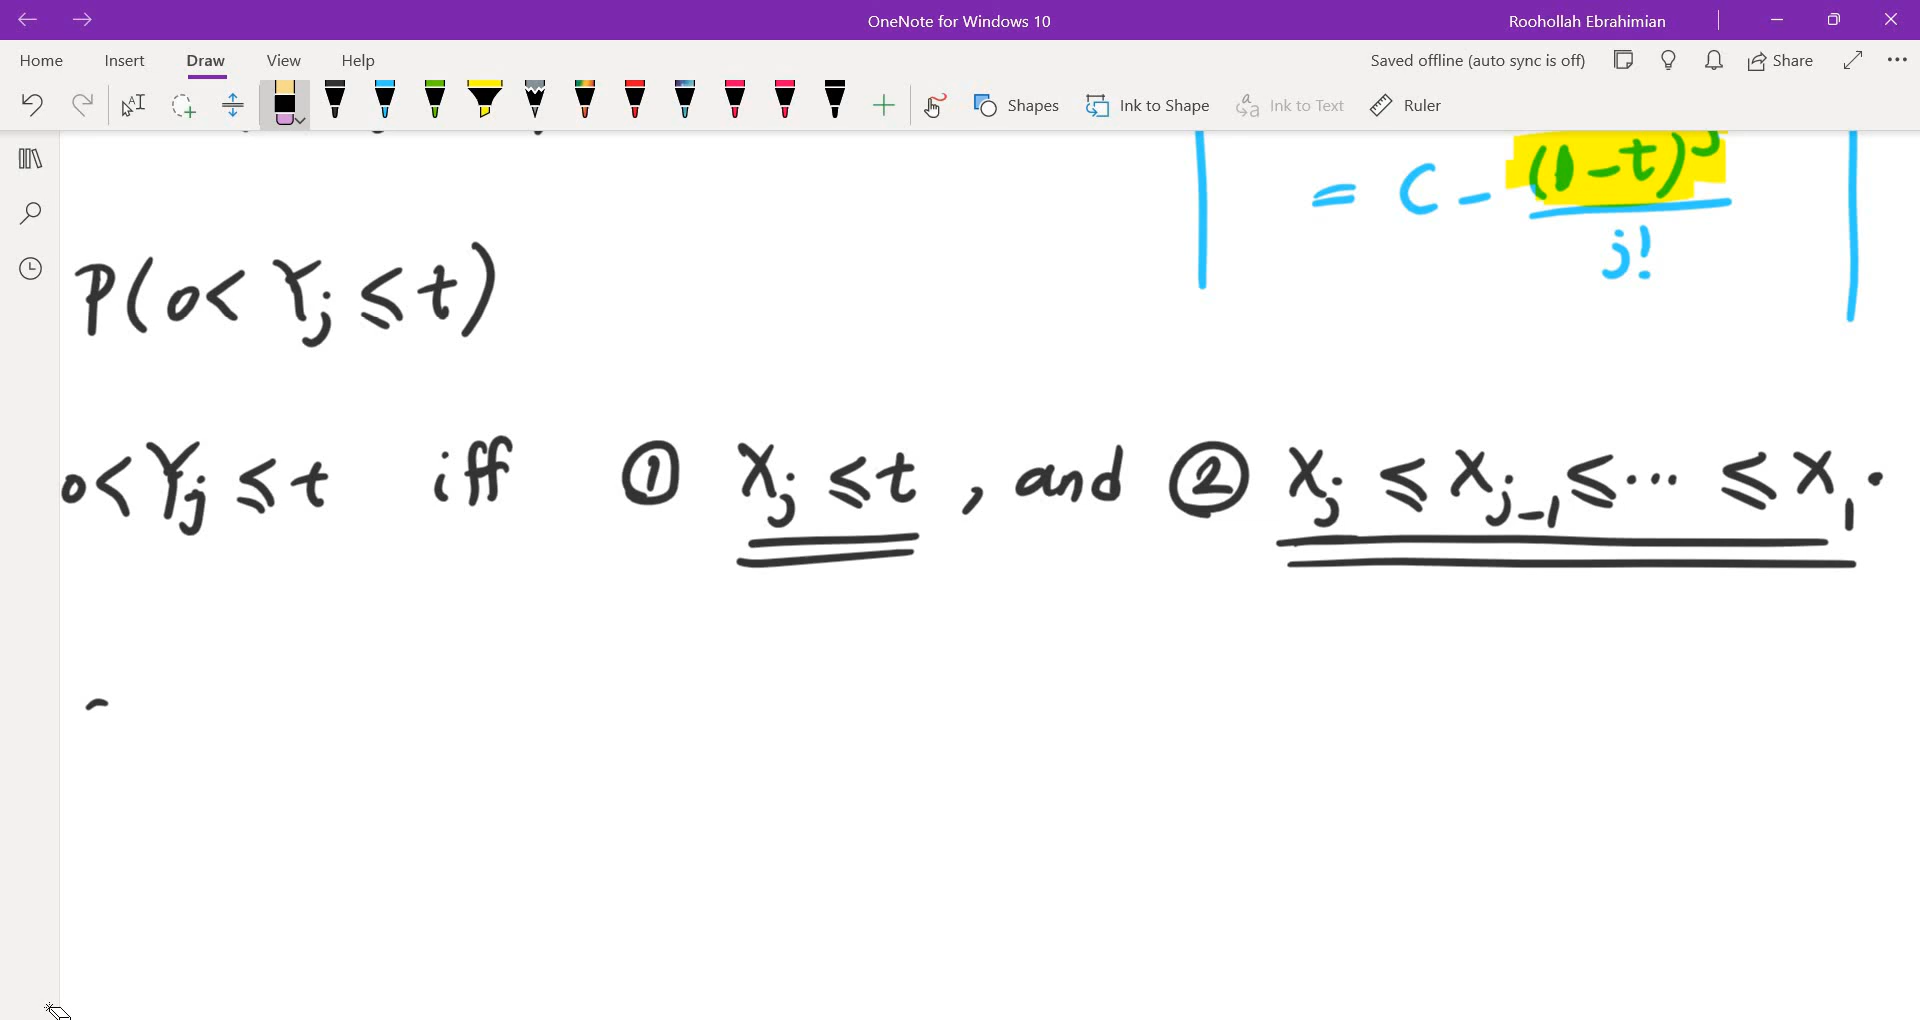 OneNote for Windows 10 Roohollah Ebrahimian
Home Insert Draw View Help Saved offline (auto sync is off) Share
Shapes Ink to Shape Ink to Text Ruler
= C - (1-t)^j / j!
P(0< Y_j ≤ t)
0< Y_j ≤ t iff ① X_j ≤ t , and ② X_j ≤ X_{j-1} ≤ ... ≤ X_1 .